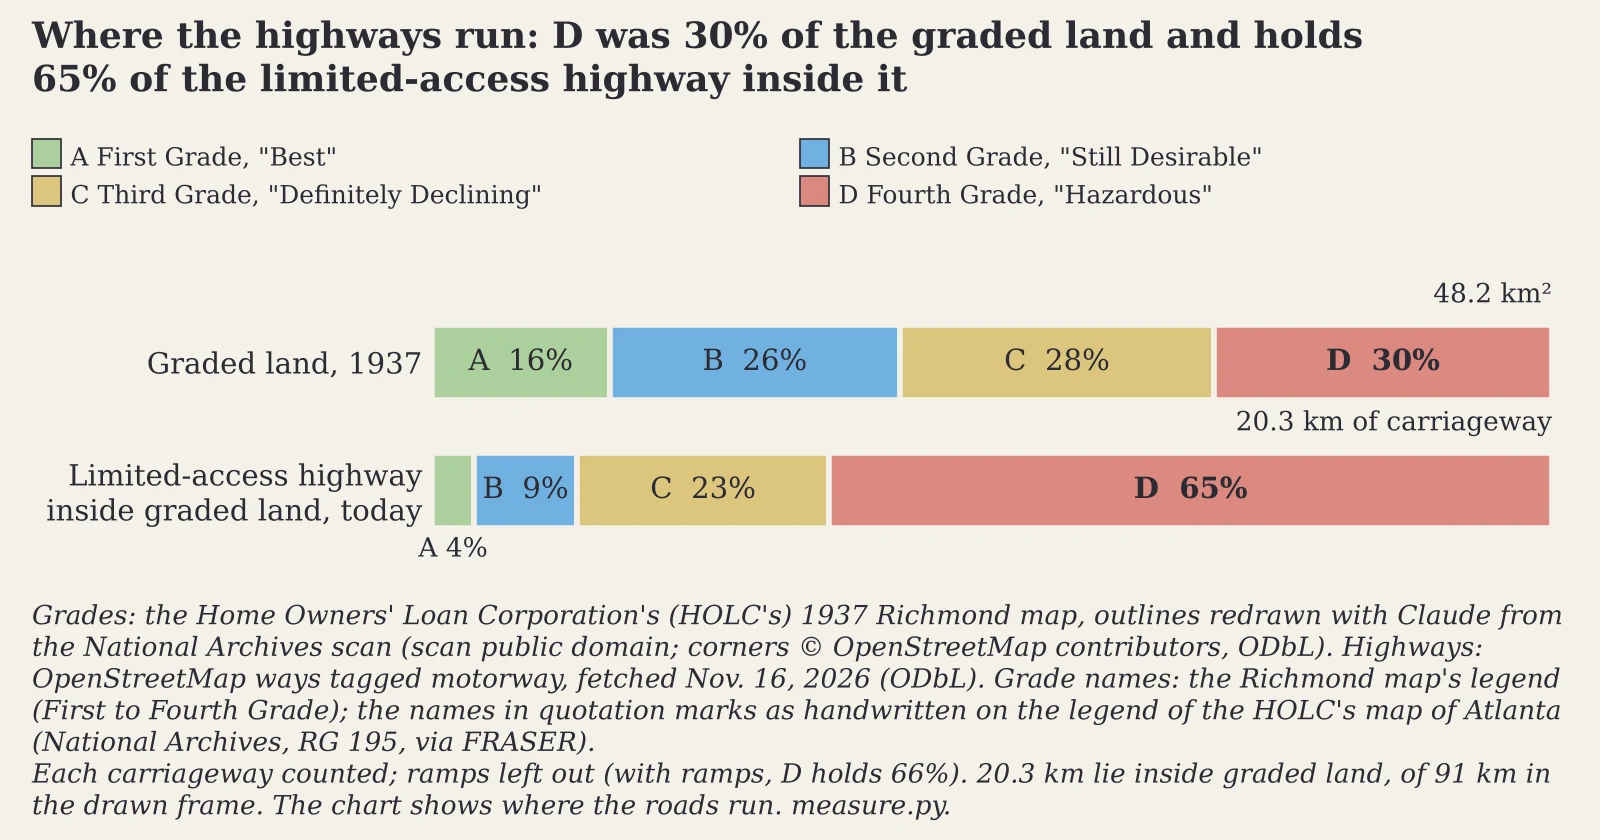 Where the highways run: D was 30% of the graded land and holds
65% of the limited-access highway inside it
A First Grade, "Best"
B Second Grade, "Still Desirable"
C Third Grade, "Definitely Declining"
D Fourth Grade, "Hazardous"
48.2 km²
Graded land, 1937
A 16%
B 26%
C 28%
D 30%
20.3 km of carriageway
Limited-access highway
inside graded land, today
B 9%
C 23%
D 65%
A 4%
Grades: the Home Owners' Loan Corporation's (HOLC's) 1937 Richmond map, outlines redrawn with Claude from
the National Archives scan (scan public domain; corners © OpenStreetMap contributors, ODbL). Highways:
OpenStreetMap ways tagged motorway, fetched Nov. 16, 2026 (ODbL). Grade names: the Richmond map's legend
(First to Fourth Grade); the names in quotation marks as handwritten on the legend of the HOLC's map of Atlanta
(National Archives, RG 195, via FRASER).
Each carriageway counted; ramps left out (with ramps, D holds 66%). 20.3 km lie inside graded land, of 91 km in
the drawn frame. The chart shows where the roads run. measure.py.